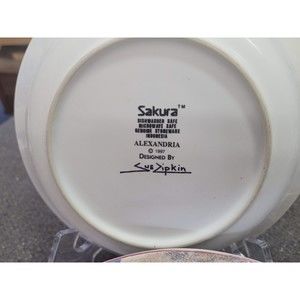 Sakura™
DISHWASHER SAFE
MICROWAVE SAFE
GENUINE STONEWARE
INDONESIA
ALEXANDRIA
© 1997
DESIGNED BY
Sue Zipkin